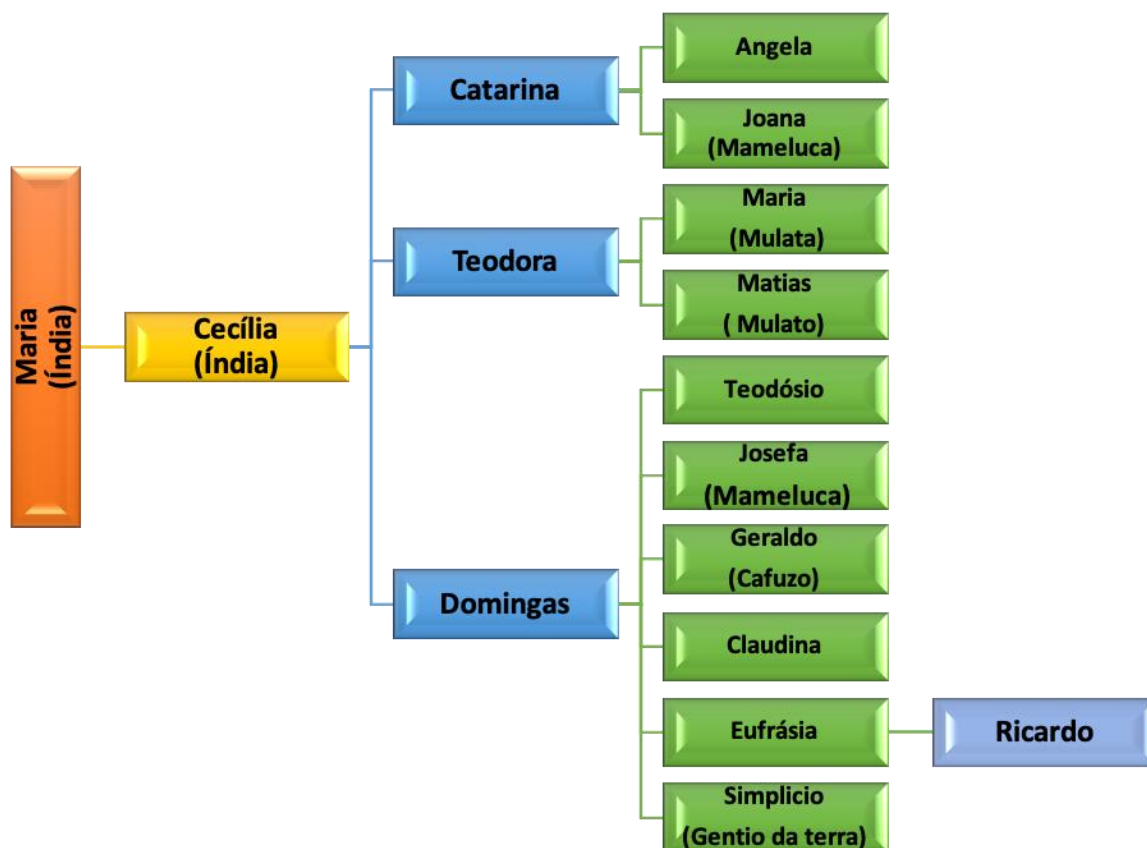 Maria
(Índia)
Cecília
(Índia)
Catarina
Angela
Joana
(Mameluca)
Teodora
Maria
(Mulata)
Matias
( Mulato)
Domingas
Teodósio
Josefa
(Mameluca)
Geraldo
(Cafuzo)
Claudina
Eufrásia
Ricardo
Simplicio
(Gentio da terra)